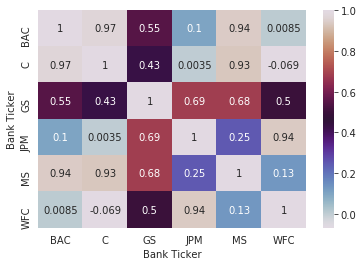 BAC 1 0.97 0.55 0.1 0.94 0.0085
C 0.97 1 0.43 0.0035 0.93 -0.069
GS 0.55 0.43 1 0.69 0.68 0.5
JPM 0.1 0.0035 0.69 1 0.25 0.94
MS 0.94 0.93 0.68 0.25 1 0.13
WFC 0.0085 -0.069 0.5 0.94 0.13 1
BAC C GS JPM MS WFC
Bank Ticker
Bank Ticker
1.0
0.8
0.6
0.4
0.2
0.0